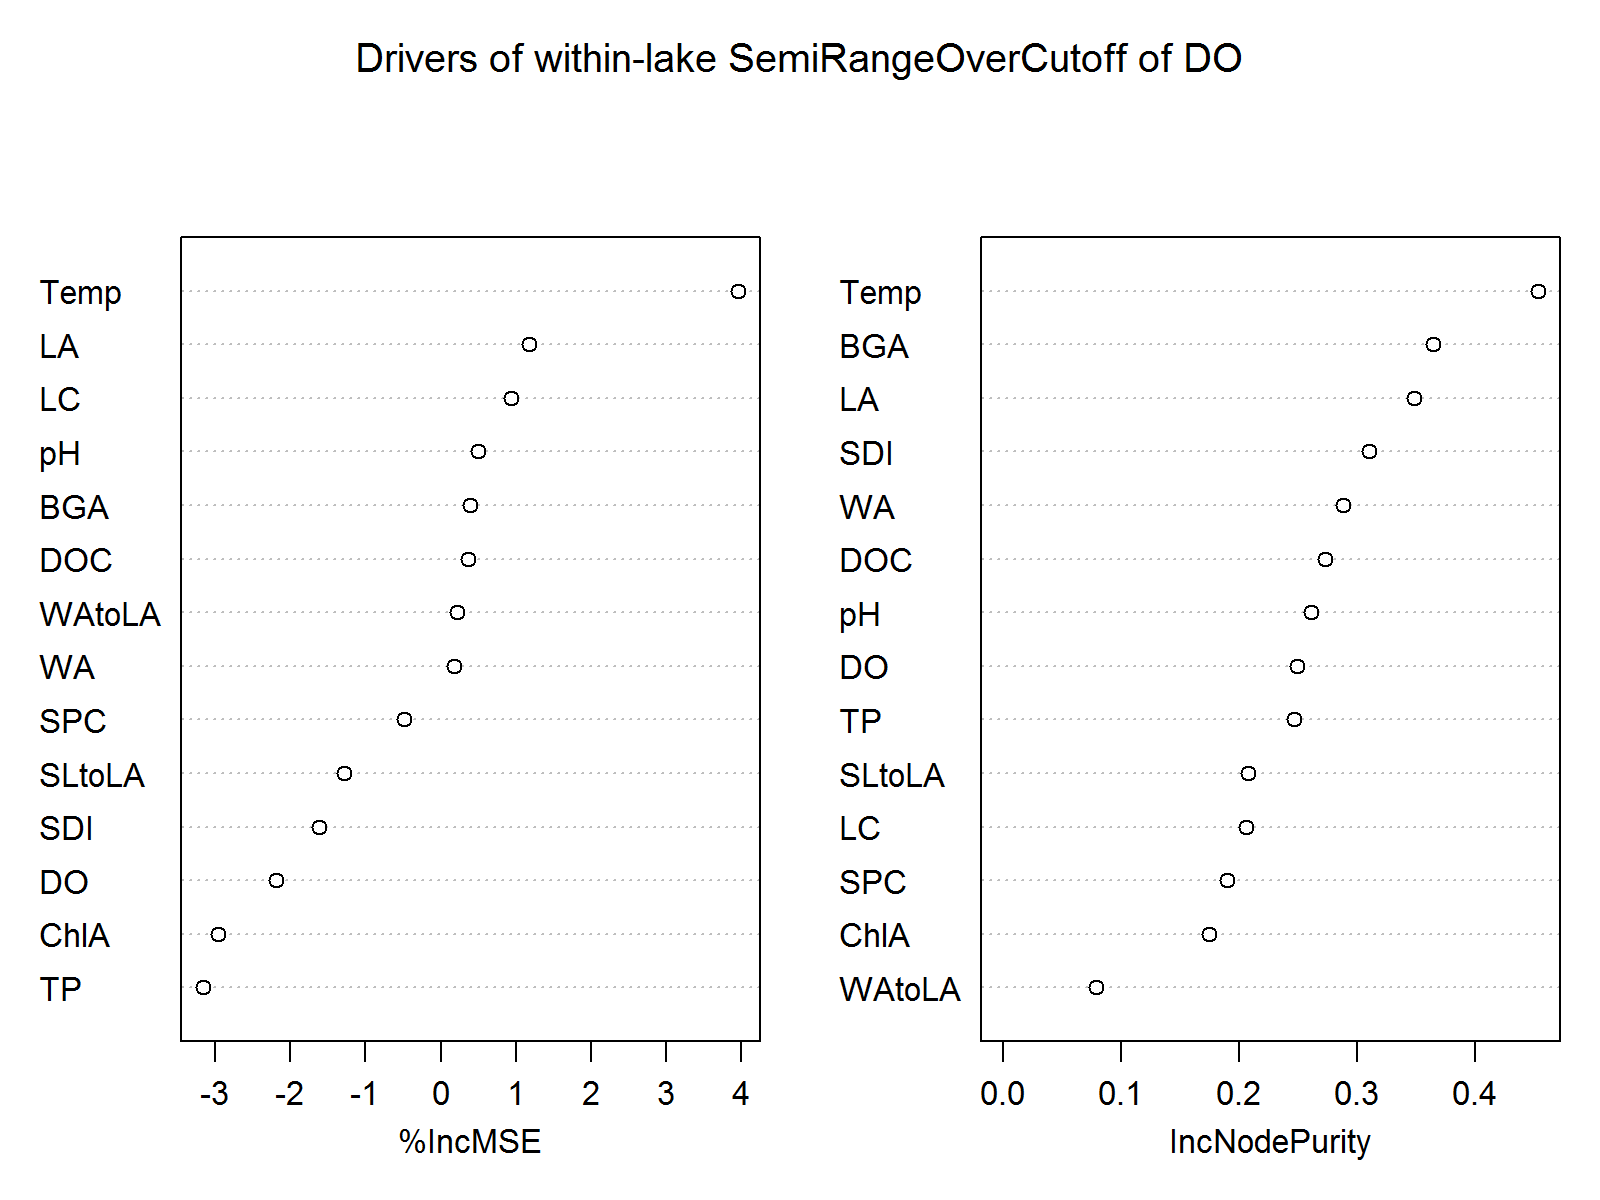 Drivers of within-lake SemiRangeOverCutoff of DO
Temp
LA
LC
pH
BGA
DOC
WAtoLA
WA
SPC
SLtoLA
SDI
DO
ChlA
TP
-3 -2 -1 0 1 2 3 4
%IncMSE
Temp
BGA
LA
SDI
WA
DOC
pH
DO
TP
SLtoLA
LC
SPC
ChlA
WAtoLA
0.0 0.1 0.2 0.3 0.4
IncNodePurity